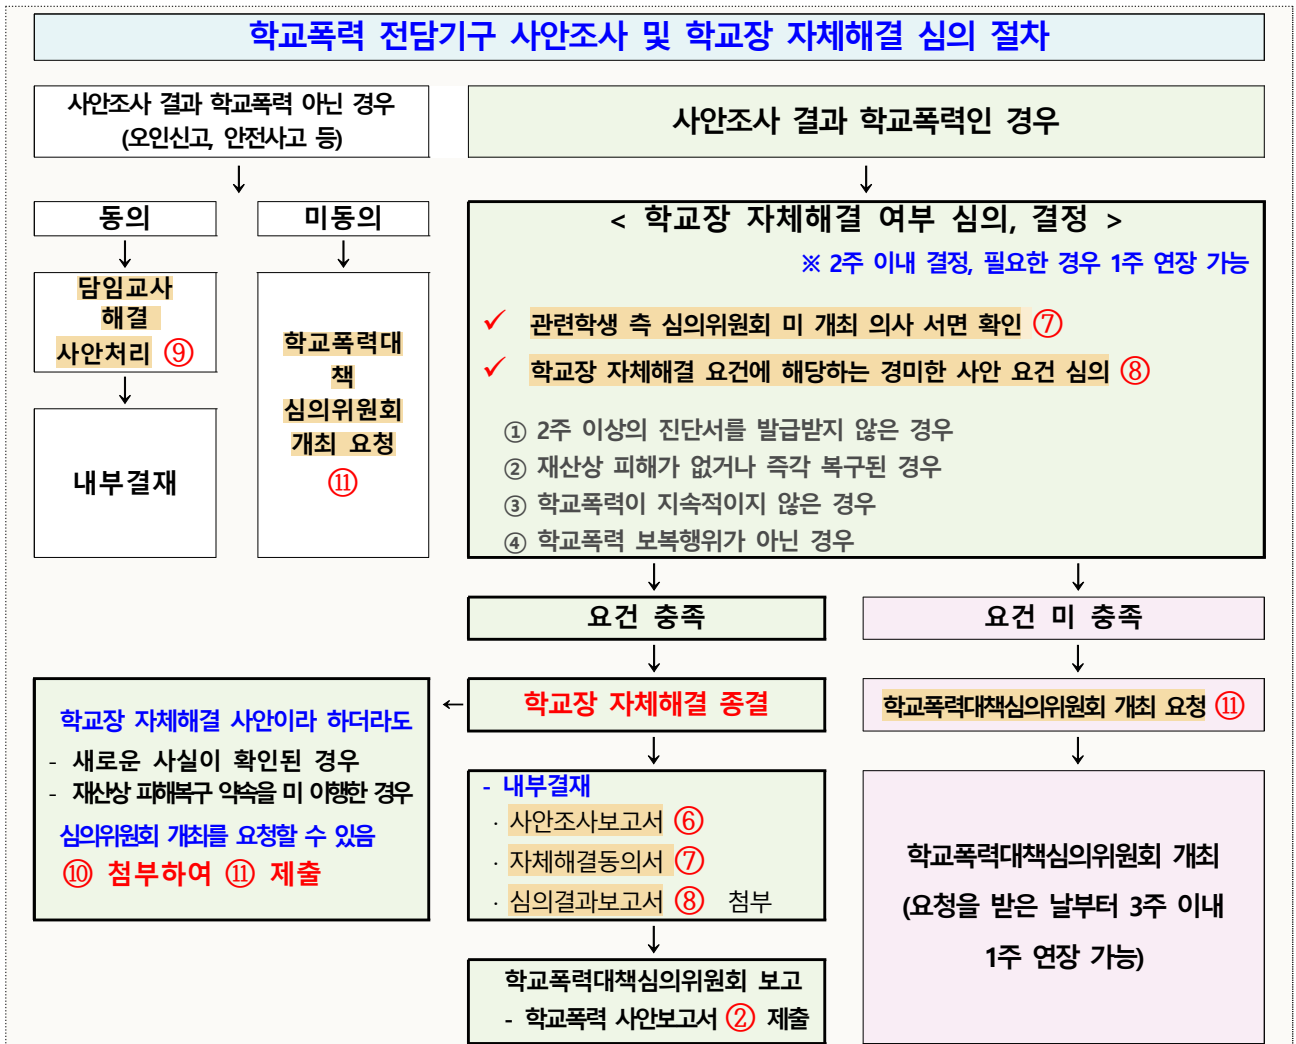 학교폭력 전담기구 사안조사 및 학교장 자체해결 심의 절차
사안조사 결과 학교폭력 아닌 경우
(오인신고, 안전사고 등)
사안조사 결과 학교폭력인 경우
↓
↓
동의
미동의
↓
↓
담임교사
해결
사안처리 ⑨
↓
내부결재
학교폭력대
책
심의위원회
개최 요청
⑪
< 학교장 자체해결 여부 심의, 결정 >
※ 2주 이내 결정, 필요한 경우 1주 연장 가능
✓ 관련학생 측 심의위원회 미 개최 의사 서면 확인 ⑦
✓ 학교장 자체해결 요건에 해당하는 경미한 사안 요건 심의 ⑧
① 2주 이상의 진단서를 발급받지 않은 경우
② 재산상 피해가 없거나 즉각 복구된 경우
③ 학교폭력이 지속적이지 않은 경우
④ 학교폭력 보복행위가 아닌 경우
↓
↓
요건 충족
요건 미 충족
↓
↓
학교장 자체해결 종결
학교폭력대책심의위원회 개최 요청 ⑪
←
학교장 자체해결 사안이라 하더라도
- 새로운 사실이 확인된 경우
- 재산상 피해복구 약속을 미 이행한 경우
심의위원회 개최를 요청할 수 있음
⑩ 첨부하여 ⑪ 제출
↓
↓
- 내부결재
· 사안조사보고서 ⑥
· 자체해결동의서 ⑦
· 심의결과보고서 ⑧ 첨부
↓
학교폭력대책심의위원회 보고
- 학교폭력 사안보고서 ② 제출
학교폭력대책심의위원회 개최
(요청을 받은 날부터 3주 이내
1주 연장 가능)